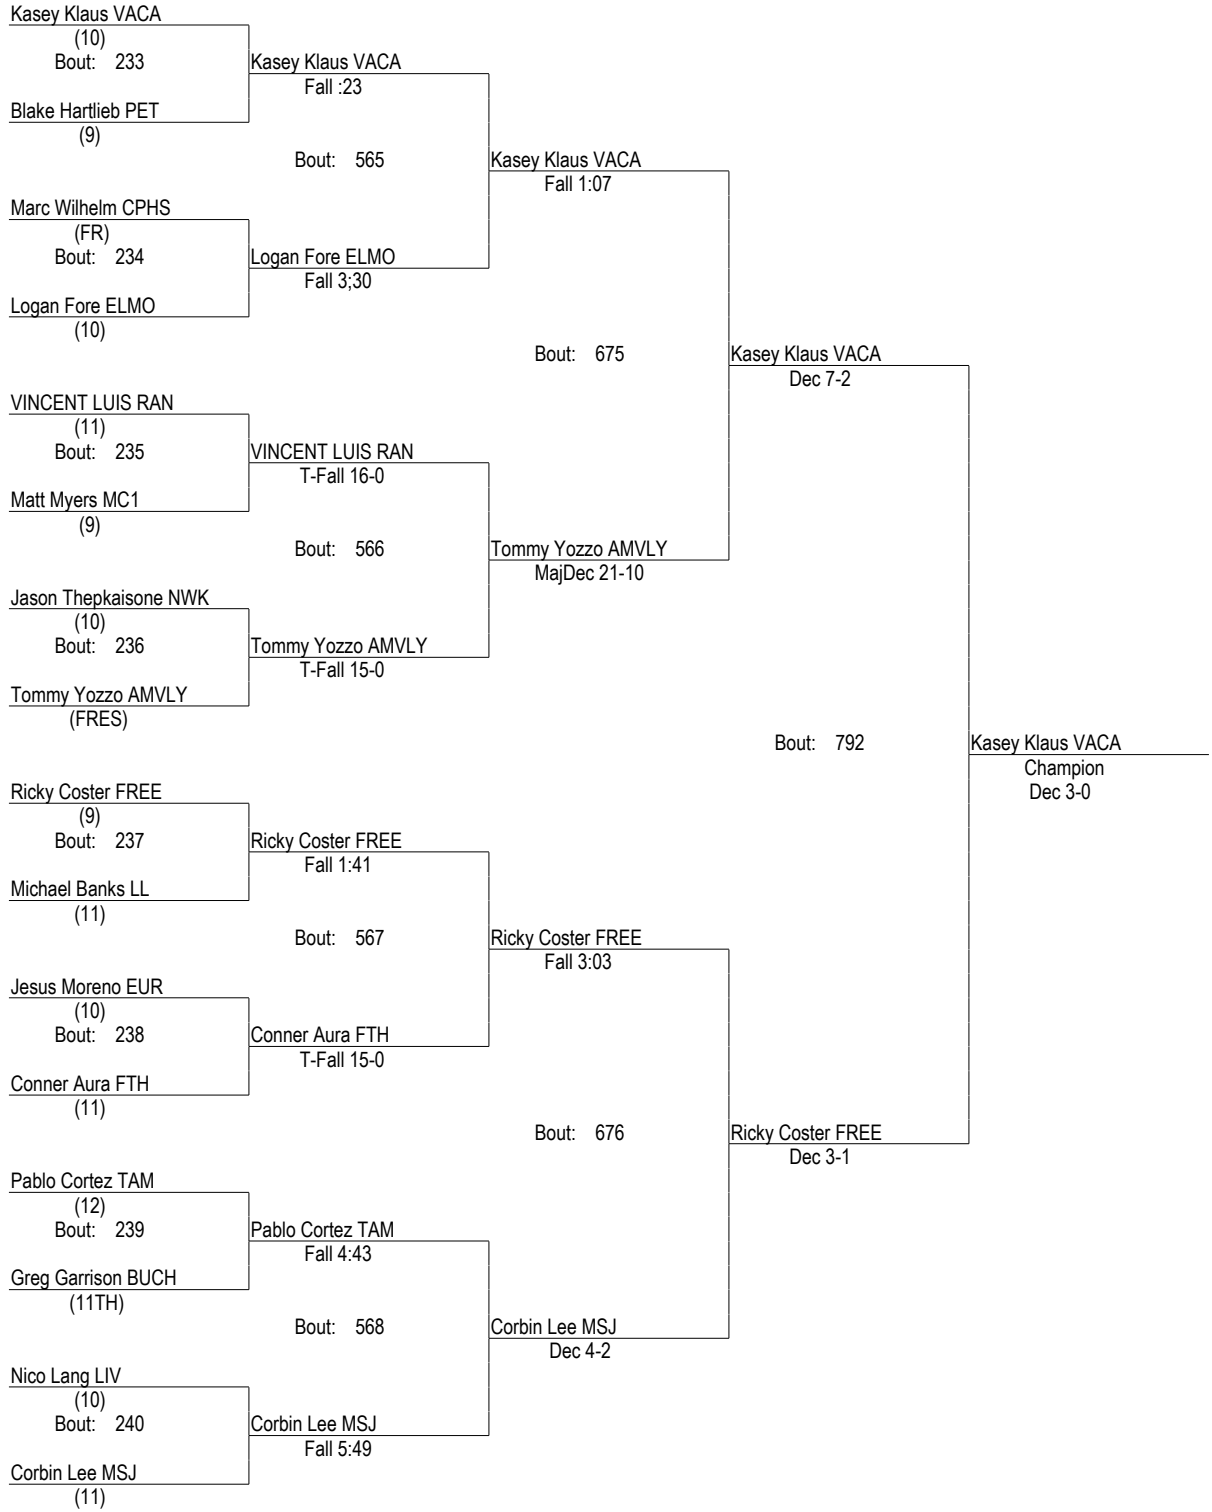 Kasey Klaus VACA
(10)
Bout: 233
Kasey Klaus VACA
Fall :23
Blake Hartlieb PET
(9)
Bout: 565
Kasey Klaus VACA
Fall 1:07
Marc Wilhelm CPHS
(FR)
Bout: 234
Logan Fore ELMO
Fall 3;30
Logan Fore ELMO
(10)
Bout: 675
Kasey Klaus VACA
Dec 7-2
VINCENT LUIS RAN
(11)
Bout: 235
VINCENT LUIS RAN
T-Fall 16-0
Matt Myers MC1
(9)
Bout: 566
Tommy Yozzo AMVLY
MajDec 21-10
Jason Thepkaisone NWK
(10)
Bout: 236
Tommy Yozzo AMVLY
T-Fall 15-0
Tommy Yozzo AMVLY
(FRES)
Bout: 792
Kasey Klaus VACA
Champion
Dec 3-0
Ricky Coster FREE
(9)
Bout: 237
Ricky Coster FREE
Fall 1:41
Michael Banks LL
(11)
Bout: 567
Ricky Coster FREE
Fall 3:03
Jesus Moreno EUR
(10)
Bout: 238
Conner Aura FTH
T-Fall 15-0
Conner Aura FTH
(11)
Bout: 676
Ricky Coster FREE
Dec 3-1
Pablo Cortez TAM
(12)
Bout: 239
Pablo Cortez TAM
Fall 4:43
Greg Garrison BUCH
(11TH)
Bout: 568
Corbin Lee MSJ
Dec 4-2
Nico Lang LIV
(10)
Bout: 240
Corbin Lee MSJ
Fall 5:49
Corbin Lee MSJ
(11)